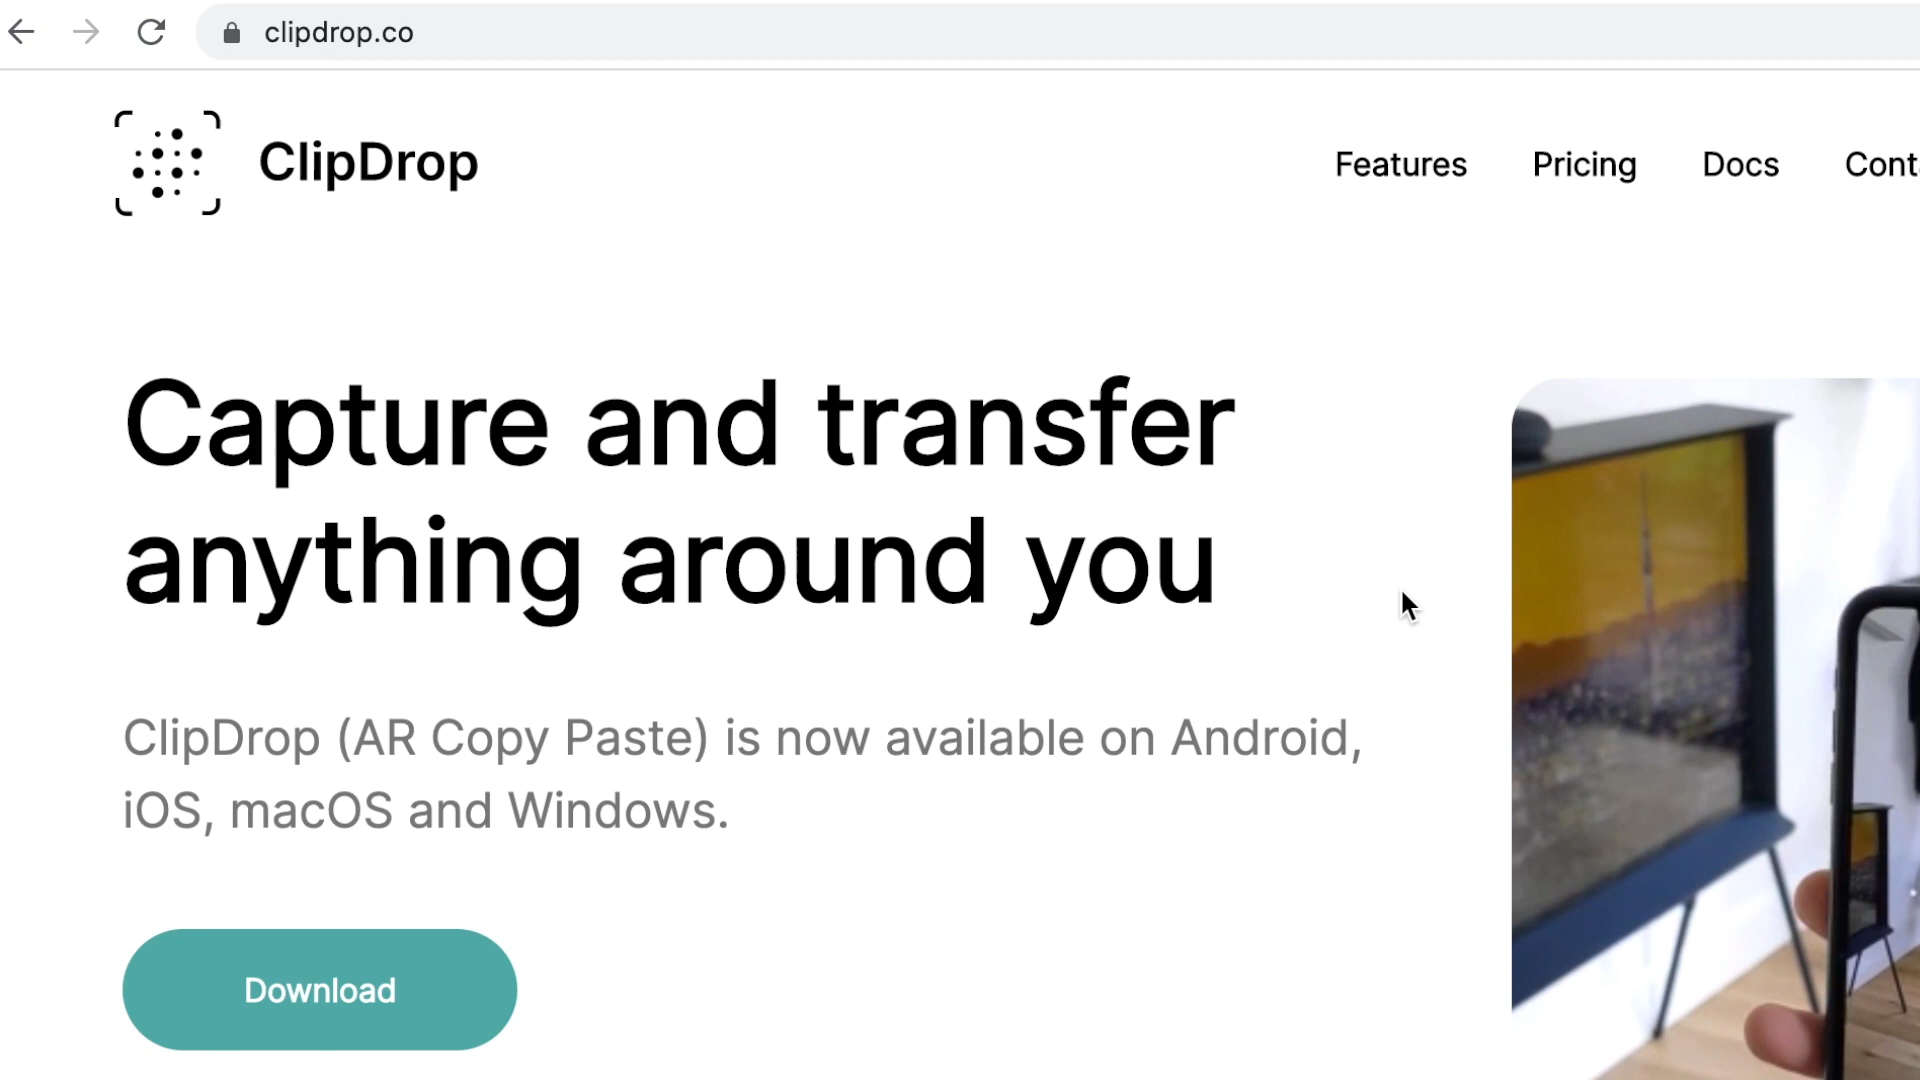 clipdrop.co
ClipDrop
Features Pricing Docs
Capture and transfer
anything around you
ClipDrop (AR Copy Paste) is now available on Android,
iOS, macOS and Windows.
Download